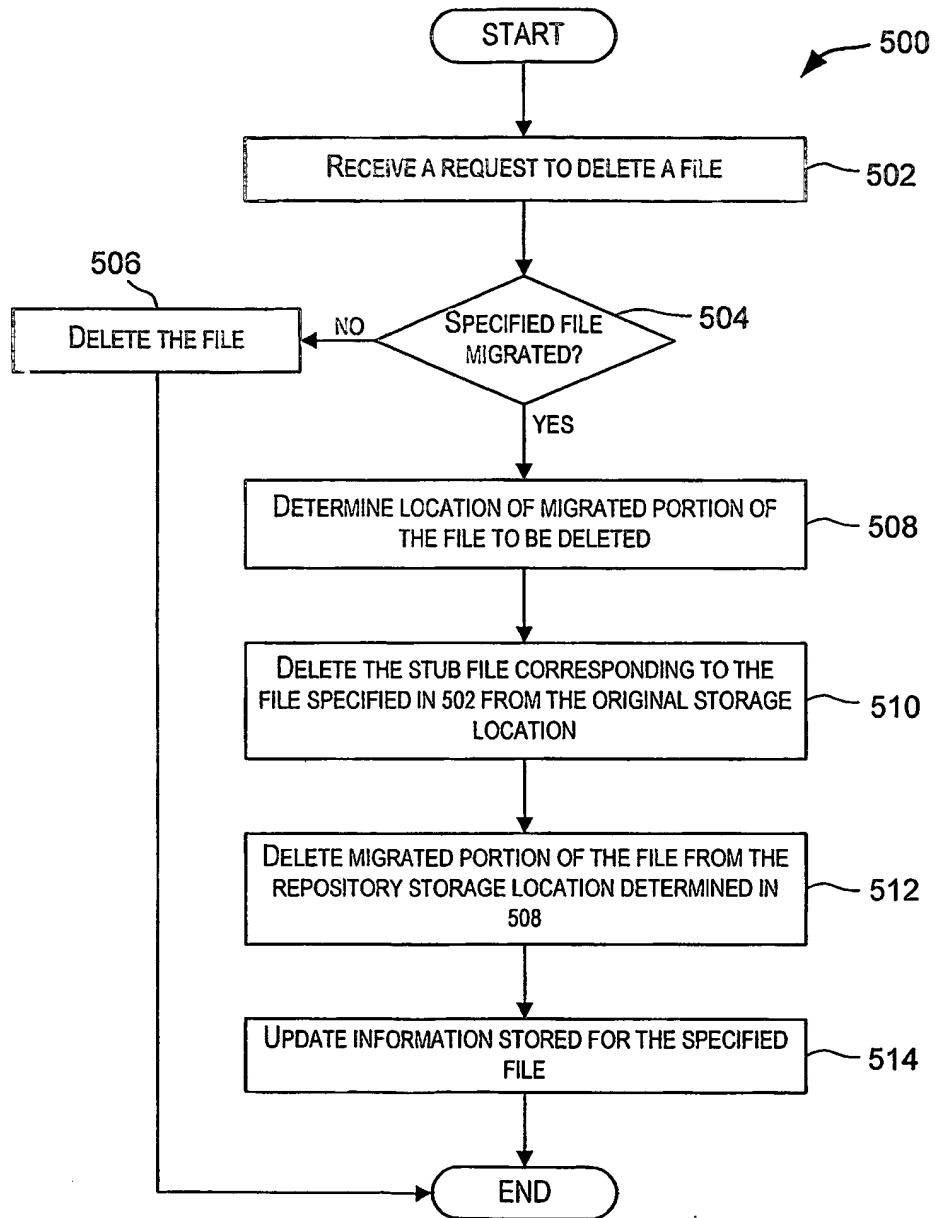 START
500
RECEIVE A REQUEST TO DELETE A FILE
502
506
DELETE THE FILE
NO
SPECIFIED FILE
MIGRATED?
504
YES
DETERMINE LOCATION OF MIGRATED PORTION OF
THE FILE TO BE DELETED
508
DELETE THE STUB FILE CORRESPONDING TO THE
FILE SPECIFIED IN 502 FROM THE ORIGINAL STORAGE
LOCATION
510
DELETE MIGRATED PORTION OF THE FILE FROM THE
REPOSITORY STORAGE LOCATION DETERMINED IN
508
512
UPDATE INFORMATION STORED FOR THE SPECIFIED
FILE
514
END